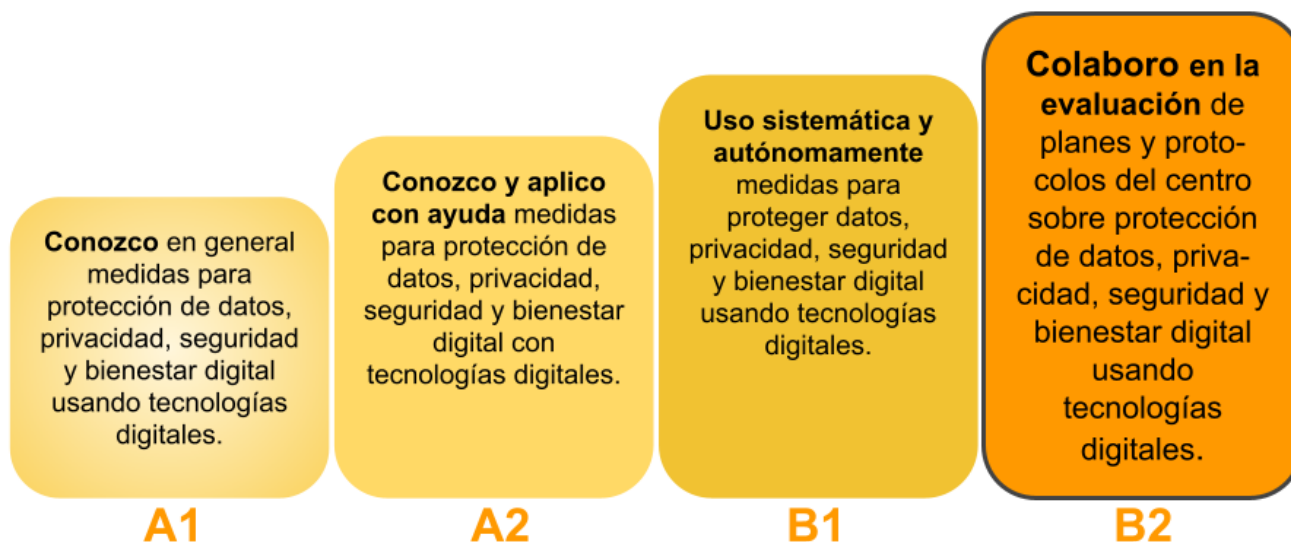 Conozco en general
medidas para
protección de datos,
privacidad, seguridad
y bienestar digital
usando tecnologías
digitales.
A1
Conozco y aplico
con ayuda medidas
para protección de
datos, privacidad,
seguridad y bienestar
digital con
tecnologías digitales.
A2
Uso sistemática y
autónomamente
medidas para
proteger datos,
privacidad, seguridad
y bienestar digital
usando tecnologías
digitales.
B1
Colaboro en la
evaluación de
planes y proto-
colos del centro
sobre protección
de datos, priva-
cidad, seguridad y
bienestar digital
usando
tecnologías
digitales.
B2